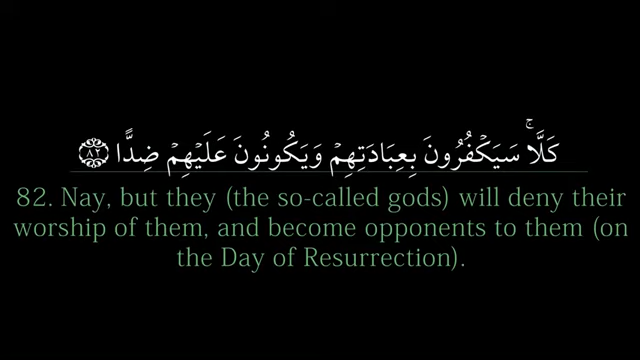 كَلَّاۚ سَيَكۡفُرُونَ بِعِبَادَتِهِمۡ وَيَكُونُونَ عَلَيۡهِمۡ ضِدًّا ٨٢
82. Nay, but they (the so-called gods) will deny their
worship of them, and become opponents to them (on
the Day of Resurrection).